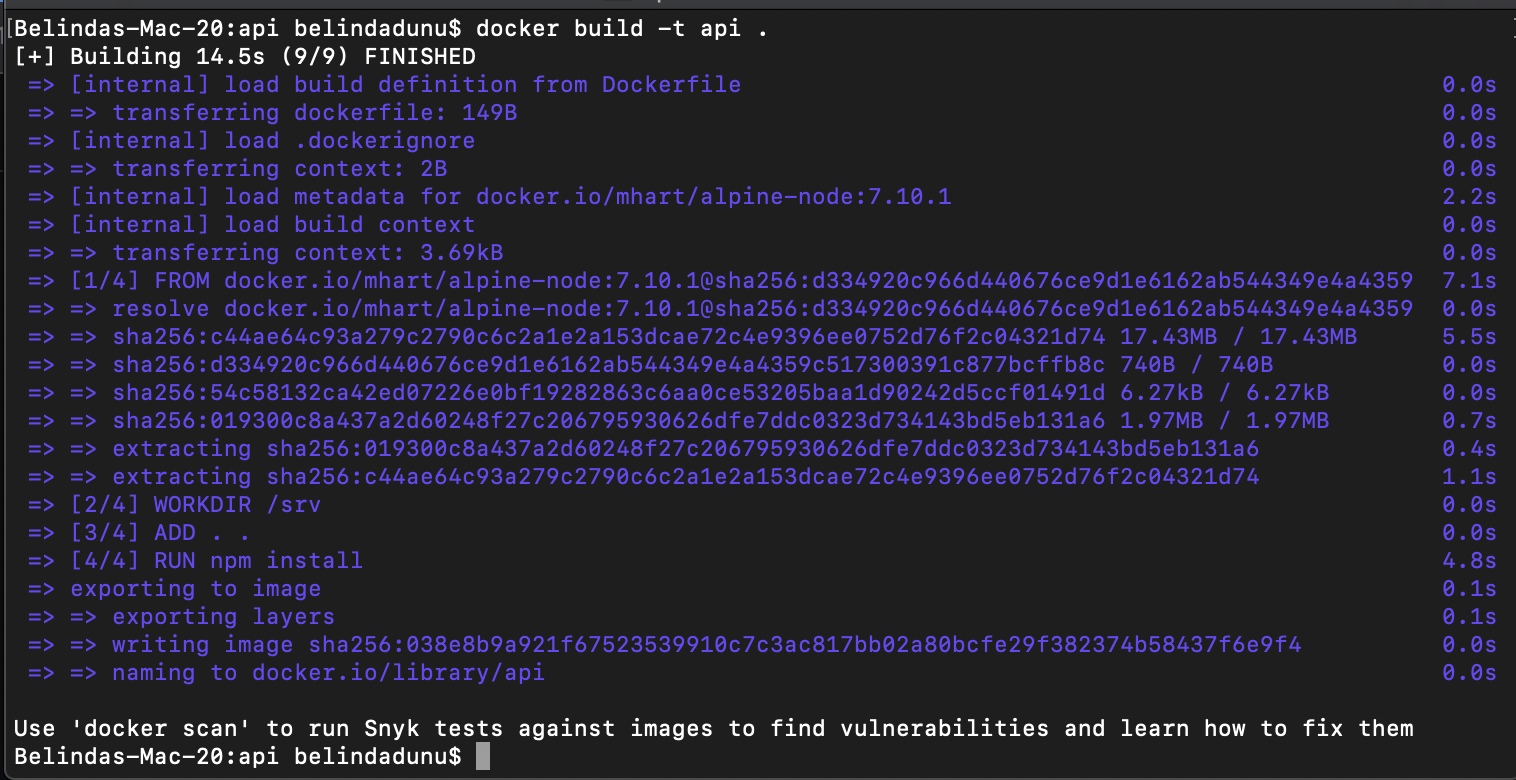 [Belindas-Mac-20:api belindadunu$ docker build -t api .
[+] Building 14.5s (9/9) FINISHED
=> [internal] load build definition from Dockerfile 0.0s
=> => transferring dockerfile: 149B 0.0s
=> [internal] load .dockerignore 0.0s
=> => transferring context: 2B 0.0s
=> [internal] load metadata for docker.io/mhart/alpine-node:7.10.1 2.2s
=> [internal] load build context 0.0s
=> => transferring context: 3.69kB 0.0s
=> [1/4] FROM docker.io/mhart/alpine-node:7.10.1@sha256:d334920c966d440676ce9d1e6162ab544349e4a4359 7.1s
=> => resolve docker.io/mhart/alpine-node:7.10.1@sha256:d334920c966d440676ce9d1e6162ab544349e4a4359 0.0s
=> => sha256:c44ae64c93a279c2790c6c2a1e2a153dcae72c4e9396ee0752d76f2c04321d74 17.43MB / 17.43MB 5.5s
=> => sha256:d334920c966d440676ce9d1e6162ab544349e4a4359c517300391c877bcffb8c 740B / 740B 0.0s
=> => sha256:54c58132ca42ed07226e0bf19282863c6aa0ce53205baa1d90242d5ccf01491d 6.27kB / 6.27kB 0.0s
=> => sha256:019300c8a437a2d60248f27c206795930626dfe7ddc0323d734143bd5eb131a6 1.97MB / 1.97MB 0.7s
=> => extracting sha256:019300c8a437a2d60248f27c206795930626dfe7ddc0323d734143bd5eb131a6 0.4s
=> => extracting sha256:c44ae64c93a279c2790c6c2a1e2a153dcae72c4e9396ee0752d76f2c04321d74 1.1s
=> [2/4] WORKDIR /srv 0.0s
=> [3/4] ADD . . 0.0s
=> [4/4] RUN npm install 4.8s
=> exporting to image 0.1s
=> => exporting layers 0.1s
=> => writing image sha256:038e8b9a921f67523539910c7c3ac817bb02a80bcfe29f382374b58437f6e9f4 0.0s
=> => naming to docker.io/library/api 0.0s
Use 'docker scan' to run Snyk tests against images to find vulnerabilities and learn how to fix them
Belindas-Mac-20:api belindadunu$